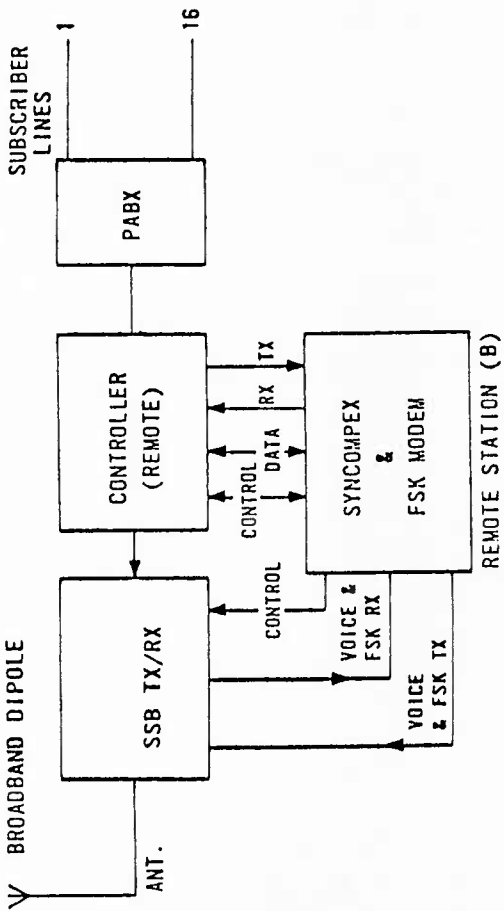 BROADBAND DIPOLE
ANT.
SSB TX/RX
CONTROLLER
(REMOTE)
PABX
SUBSCRIBER
LINES
1
16
CONTROL
VOICE &
FSK RX
VOICE
& FSK TX
CONTROL
DATA
RX
TX
SYNCOMPEX
&
FSK MODEM
REMOTE STATION (B)